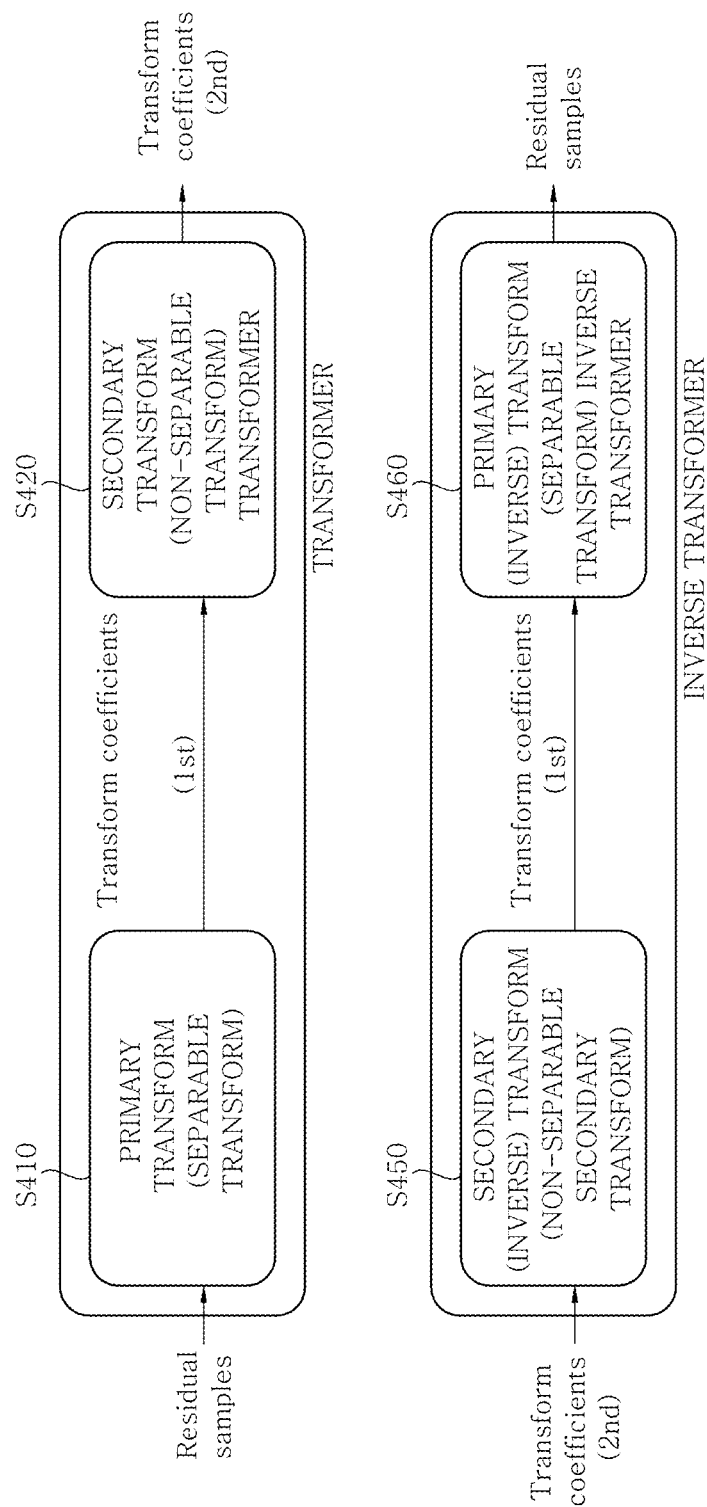 Residual
samples
S410
PRIMARY
TRANSFORM
(SEPARABLE
TRANSFORM)
Transform coefficients
(1st)
S420
SECONDARY
TRANSFORM
(NON-SEPARABLE
TRANSFORM)
TRANSFORMER
TRANSFORMER
Transform
coefficients
(2nd)
Transform
coefficients
(2nd)
S450
SECONDARY
(INVERSE) TRANSFORM
(NON-SEPARABLE
SECONDARY
TRANSFORM)
Transform coefficients
(1st)
S460
PRIMARY
(INVERSE) TRANSFORM
(SEPARABLE
TRANSFORM) INVERSE
TRANSFORMER
INVERSE TRANSFORMER
Residual
samples